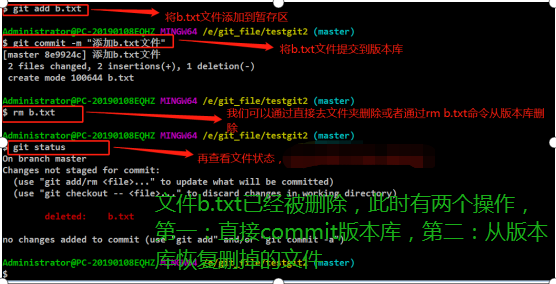 $ git add b.txt
将b.txt文件添加到暂存区
Administrator@PC-20190108EQHZ MINGW64 /e/git_file/testgit2 (master)
$ git commit -m "添加b.txt文件"
将b.txt文件提交到版本库
[master 8e9924c] 添加b.txt文件
2 files changed, 2 insertions(+), 1 deletion(-)
create mode 100644 b.txt
Administrator@PC-20190108EQHZ MINGW64 /e/git_file/testgit2 (master)
$ rm b.txt
我们可以通过直接去文件夹删除或者通过rm b.txt命令从版本库删
除
Administrator@PC-20190108EQHZ MINGW64 /e/git_file/testgit2 (master)
$ git status
再查看文件状态，
On branch master
Changes not staged for commit:
(use "git add/rm <file>..." to update what will be committed)
(use "git checkout -- <file>..." to discard changes in working directory)
deleted: b.txt
文件b.txt已经被删除，此时有两个操作，
第一：直接commit版本库，第二：从版本
库恢复删掉的文件
no changes added to commit (use "git add" and/or "git commit -a")
Administrator@PC-20190108EQHZ MINGW64 /e/git_file/testgit2 (master)
$